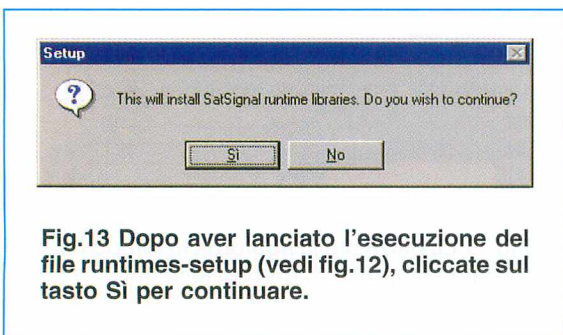 Setup
This will install SatSignal runtime libraries. Do you wish to continue?
Sì No
Fig.13 Dopo aver lanciato l'esecuzione del
file runtimes-setup (vedi fig.12), cliccate sul
tasto Sì per continuare.